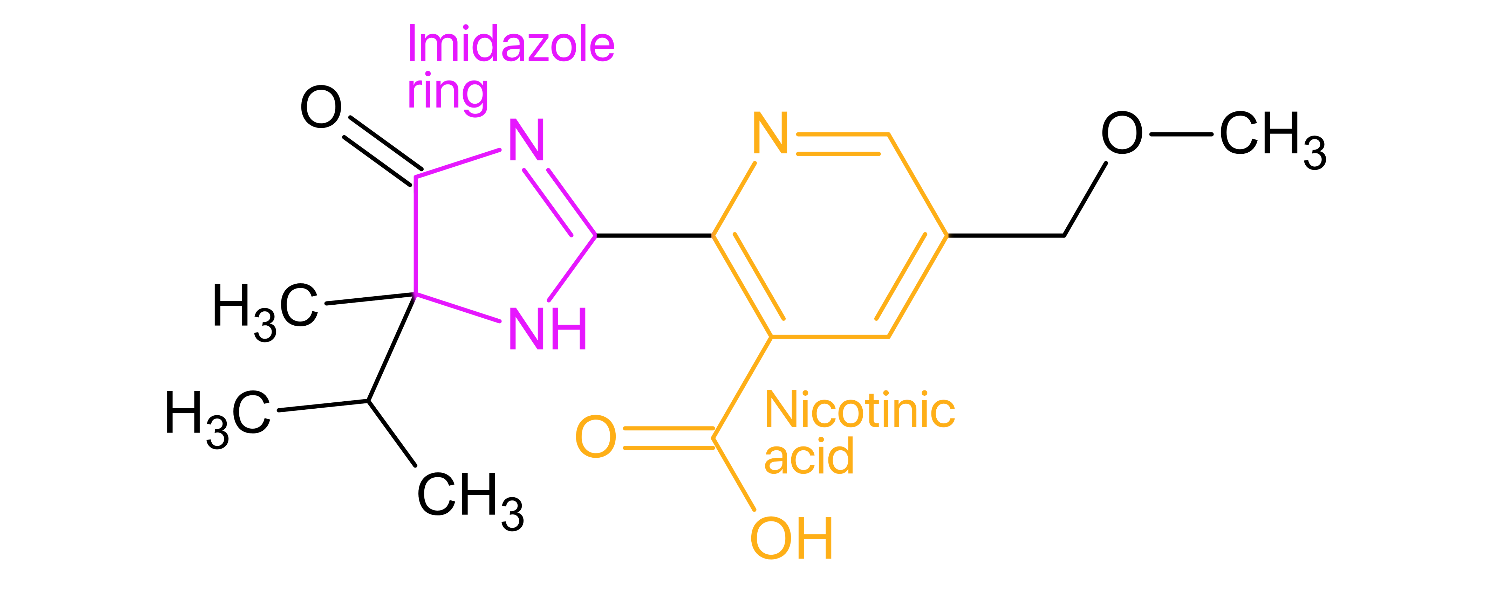 Imidazole
ring
O
N
N
O
CH₃
H₃C
NH
H₃C
Nicotinic
O
acid
CH₃
OH